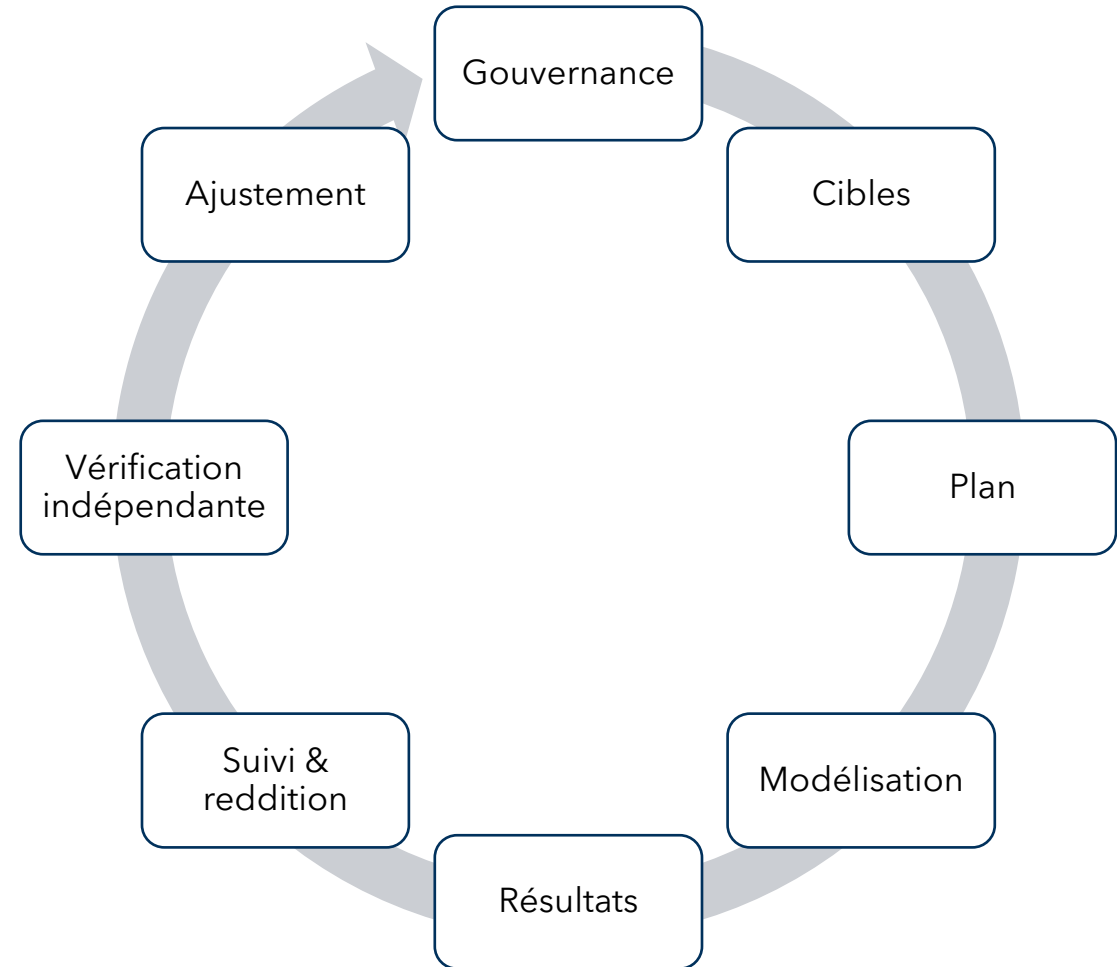 Gouvernance
Cibles
Plan
Modélisation
Résultats
Suivi &
reddition
Vérification
indépendante
Ajustement